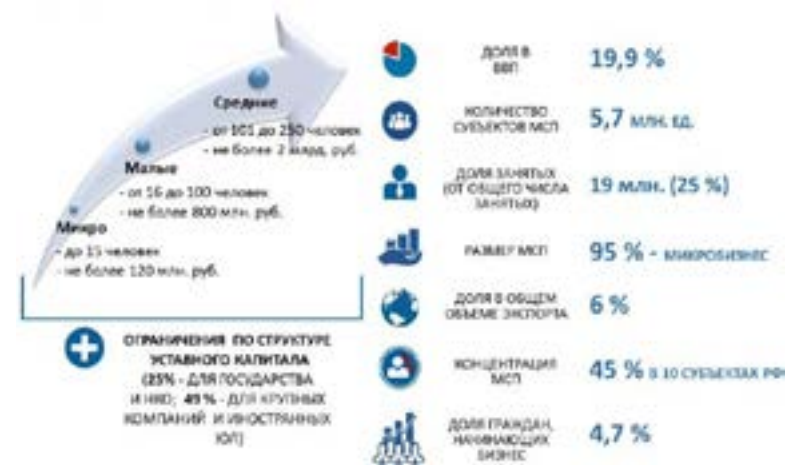 Средние
- от 101 до 250 человек
- не более 2 млрд. руб.
Малые
- от 16 до 100 человек
- не более 800 млн. руб.
Микро
- до 15 человек
- не более 120 млн. руб.
ОГРАНИЧЕНИЯ ПО СТРУКТУРЕ
УСТАВНОГО КАПИТАЛА
(25% - ДЛЯ ГОСУДАРСТВА
И НКО; 49 % - ДЛЯ КРУПНЫХ
КОМПАНИЙ И ИНОСТРАННЫХ
ЮЛ)
ДОЛЯ В
ВВП
19,9 %
КОЛИЧЕСТВО
СУБЪЕКТОВ МСП
5,7 МЛН. ЕД.
ДОЛЯ ЗАНЯТЫХ
(ОТ ОБЩЕГО ЧИСЛА
ЗАНЯТЫХ)
19 МЛН. (25 %)
РАЗМЕР МСП
95 % - МИКРОБИЗНЕС
ДОЛЯ В ОБЩЕМ
ОБЪЕМЕ ЭКСПОРТА
6 %
КОНЦЕНТРАЦИЯ
МСП
45 % В 10 СУБЪЕКТАХ РФ
ДОЛЯ ГРАЖДАН,
НАЧИНАЮЩИХ
БИЗНЕС
4,7 %